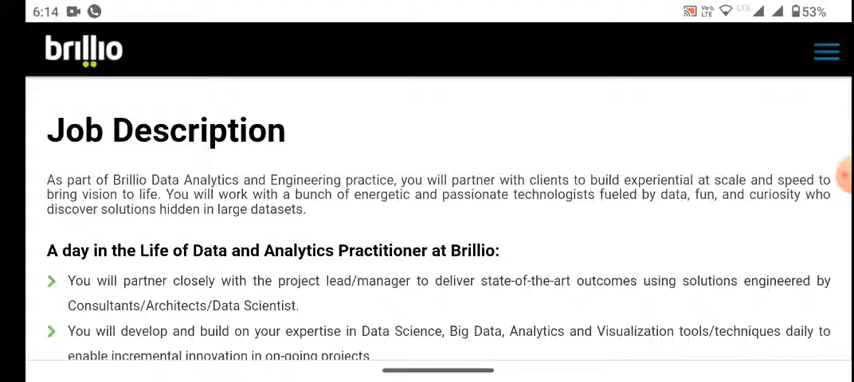 6:14 Vo) LTE LTE 53%
brillio
Job Description
As part of Brillio Data Analytics and Engineering practice, you will partner with clients to build experiential at scale and speed to
bring vision to life. You will work with a bunch of energetic and passionate technologists fueled by data, fun, and curiosity who
discover solutions hidden in large datasets.
A day in the Life of Data and Analytics Practitioner at Brillio:
You will partner closely with the project lead/manager to deliver state-of-the-art outcomes using solutions engineered by
Consultants/Architects/Data Scientist.
You will develop and build on your expertise in Data Science, Big Data, Analytics and Visualization tools/techniques daily to
enable incremental innovation in on-going projects